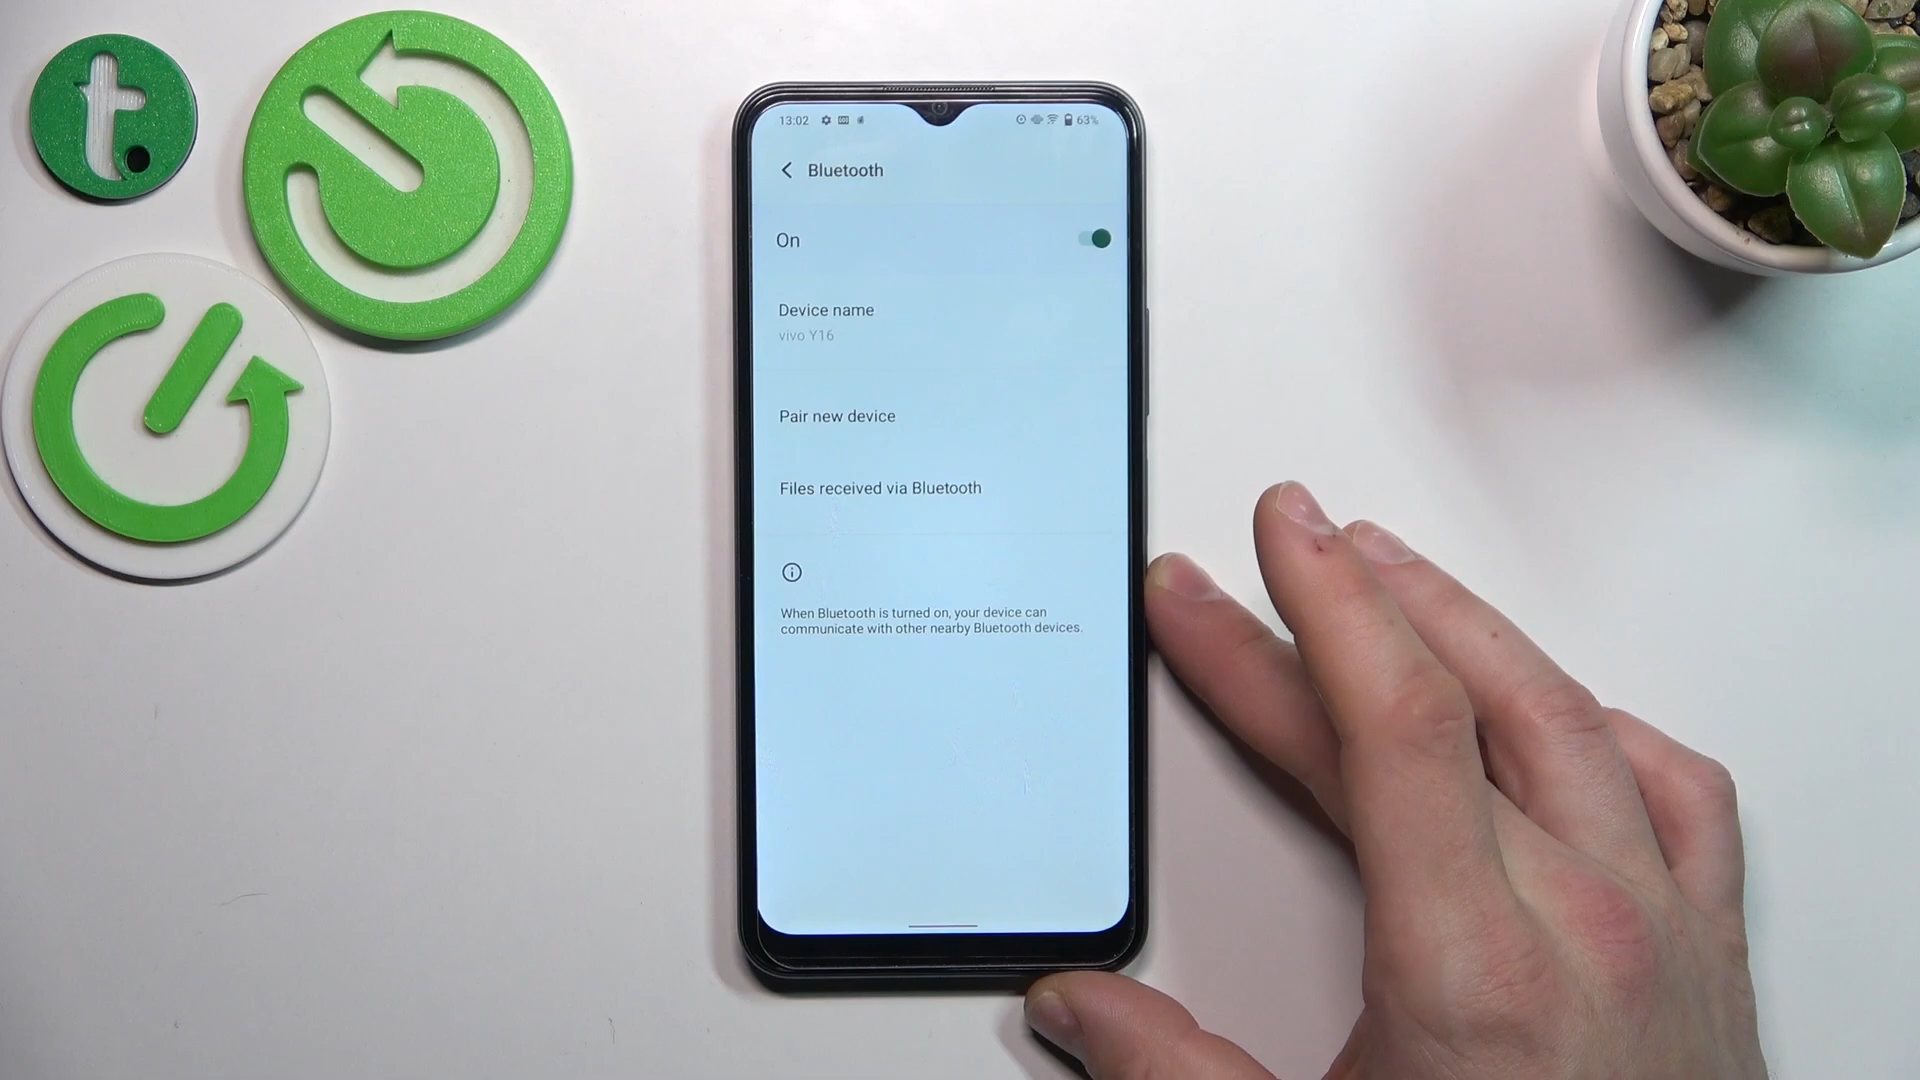 t.
13:02
63%
Bluetooth
On
Device name
vivo Y16
Pair new device
Files received via Bluetooth
When Bluetooth is turned on, your device can
communicate with other nearby Bluetooth devices.